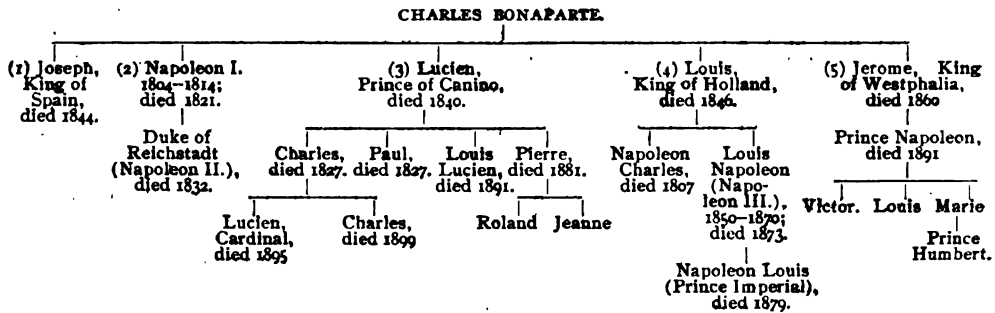 CHARLES BONAPARTE.
(1) Joseph,
King of
Spain,
died 1844.
(2) Napoleon I.
1804–1814;
died 1821.
Duke of
Reichstadt
(Napoleon II.),
died 1832.
(3) Lucien,
Prince of Canino,
died 1840.
Charles,
died 1827.
Paul,
died 1827.
Louis
Lucien,
died 1891.
Pierre,
died 1881.
Lucien,
Cardinal,
died 1895
Charles,
died 1899
Roland
Jeanne
(4) Louis,
King of Holland,
died 1846.
Napoleon
Charles,
died 1807
Louis
Napoleon
(Napo-
leon III.),
1850–1870;
died 1873.
Napoleon Louis
(Prince Imperial),
died 1879.
(5) Jerome, King
of Westphalia,
died 1860
Prince Napoleon,
died 1891
Victor.
Louis
Marie
Prince
Humbert.